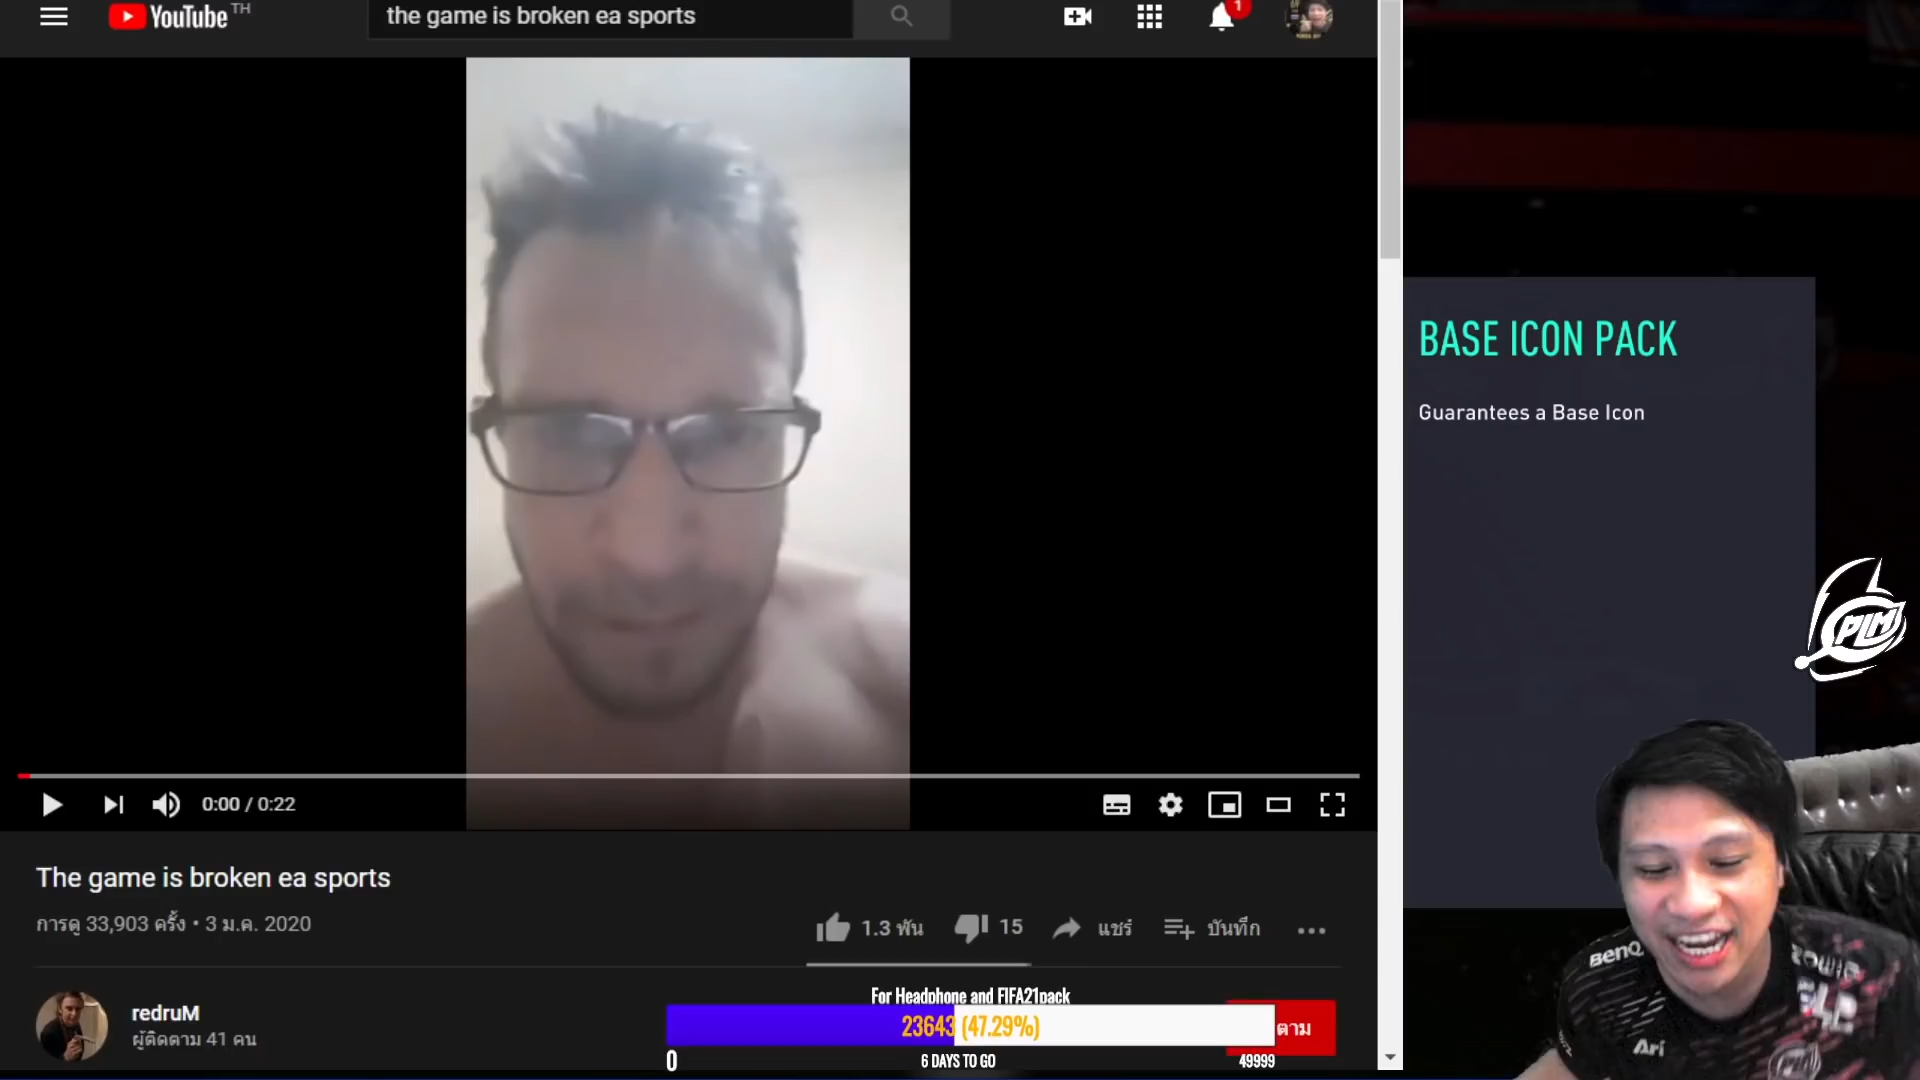 YouTube TH
the game is broken ea sports
1
BASE ICON PACK
Guarantees a Base Icon
PLM
0:00 / 0:22
The game is broken ea sports
การดู 33,903 ครั้ง • 3 ม.ค. 2020
1.3 พัน
15
แชร์
บันทึก
redruM
ผู้ติดตาม 41 คน
For Headphone and FIFA21pack
23643 (47.29%)
ตาม
0
6 DAYS TO GO
49999
BenQ
ZOWIE
Ari